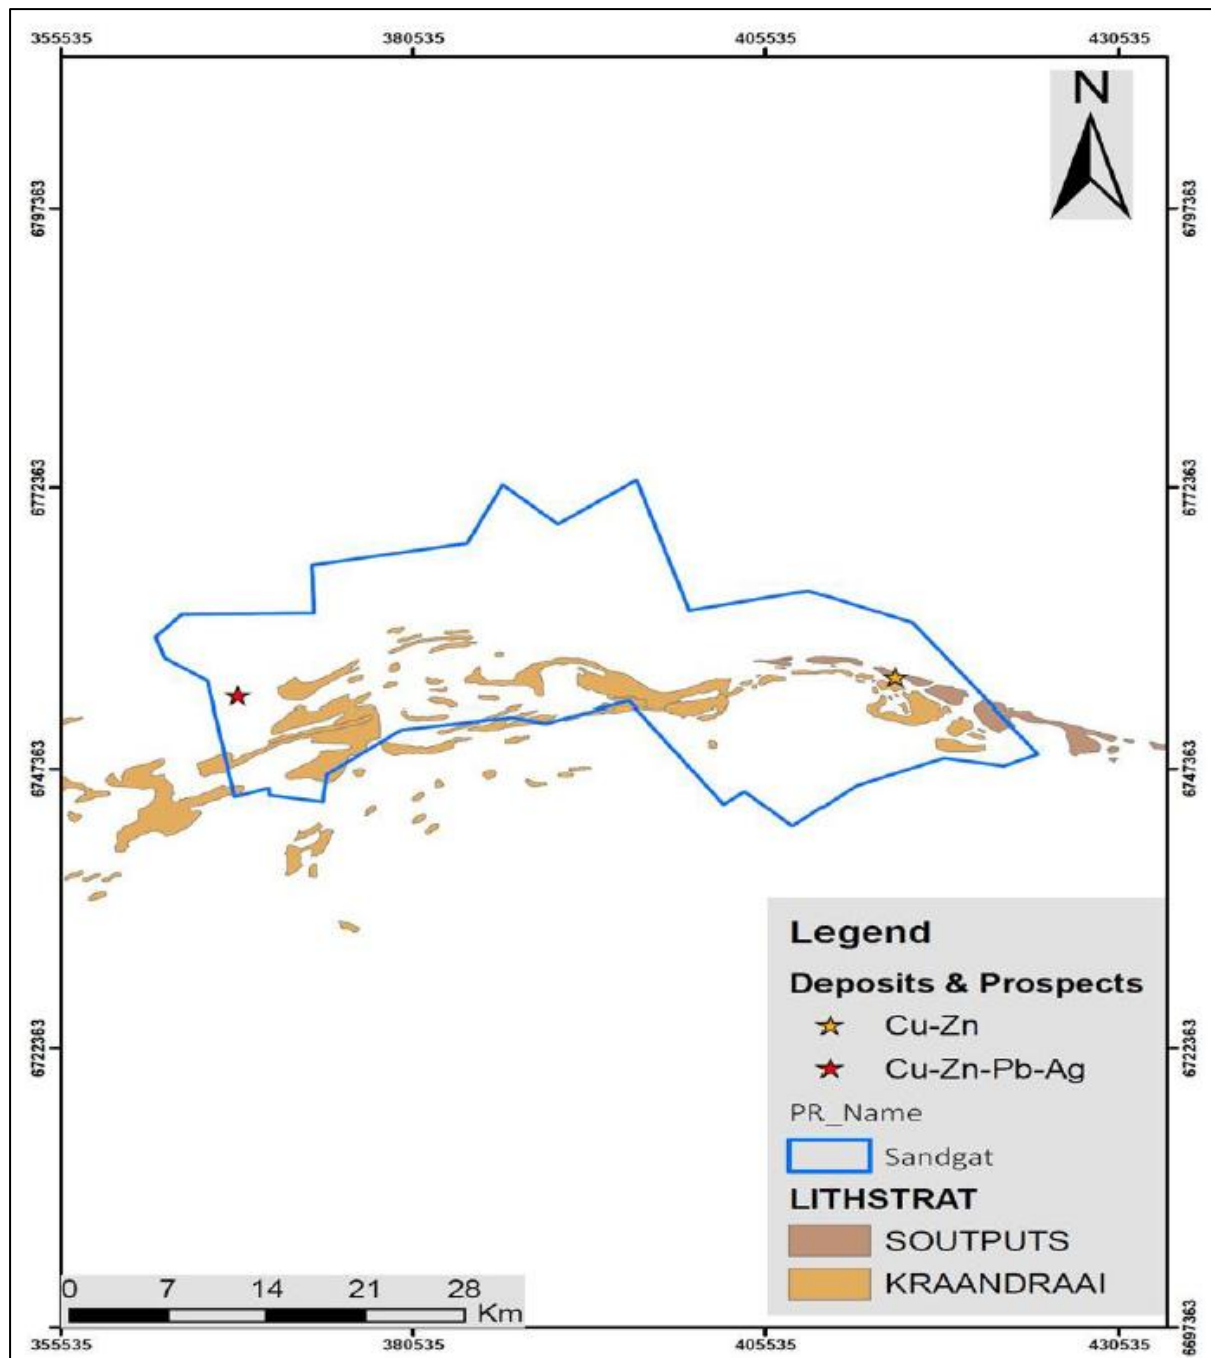 355535 380535 405535 430535
N
6797363 6797363
6772363 6772363
6747363 6747363
6722363 6722363
Legend
Deposits & Prospects
Cu-Zn
Cu-Zn-Pb-Ag
PR_Name
Sandgat
LITHSTRAT
SOUTPUTS
KRAANDRAAI
0 7 14 21 28
Km
6697363
355535 380535 405535 430535